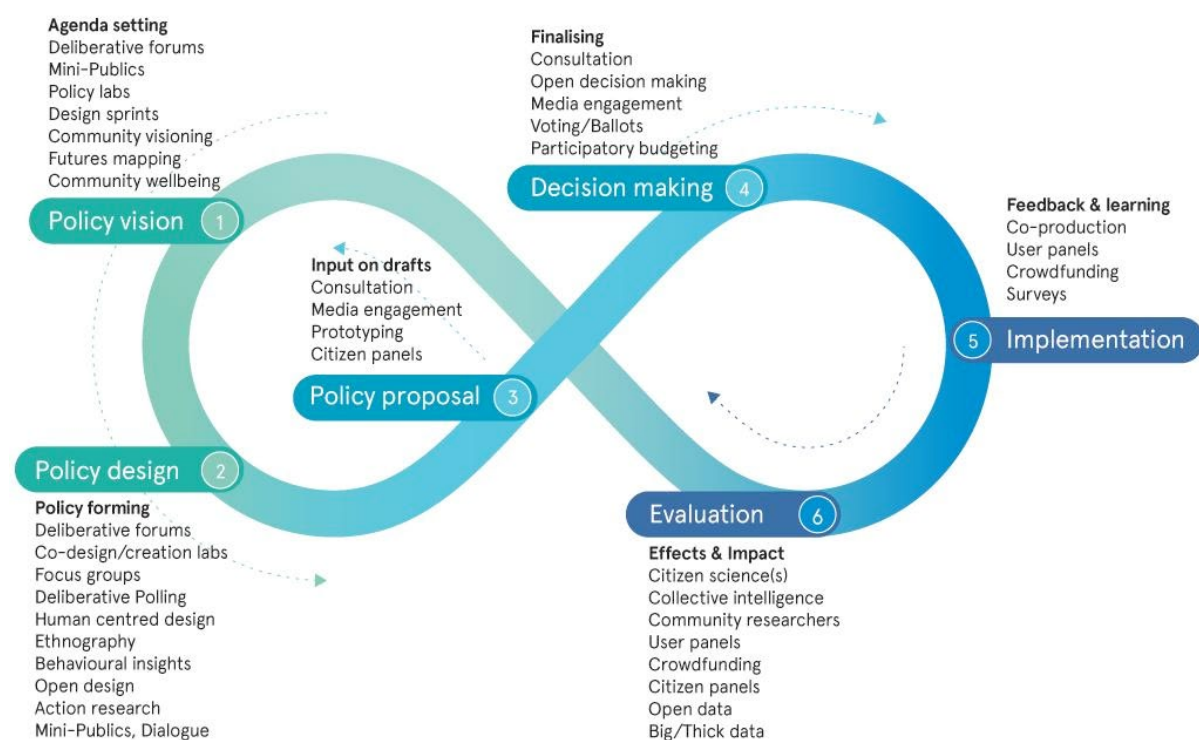 Agenda setting
Deliberative forums
Mini-Publics
Policy labs
Design sprints
Community visioning
Futures mapping
Community wellbeing
Policy vision 1
Policy design 2
Policy forming
Deliberative forums
Co-design/creation labs
Focus groups
Deliberative Polling
Human centred design
Ethnography
Behavioural insights
Open design
Action research
Mini-Publics, Dialogue
Input on drafts
Consultation
Media engagement
Prototyping
Citizen panels
Policy proposal 3
Finalising
Consultation
Open decision making
Media engagement
Voting/Ballots
Participatory budgeting
Decision making 4
Feedback & learning
Co-production
User panels
Crowdfunding
Surveys
5 Implementation
Evaluation 6
Effects & Impact
Citizen science(s)
Collective intelligence
Community researchers
User panels
Crowdfunding
Citizen panels
Open data
Big/Thick data